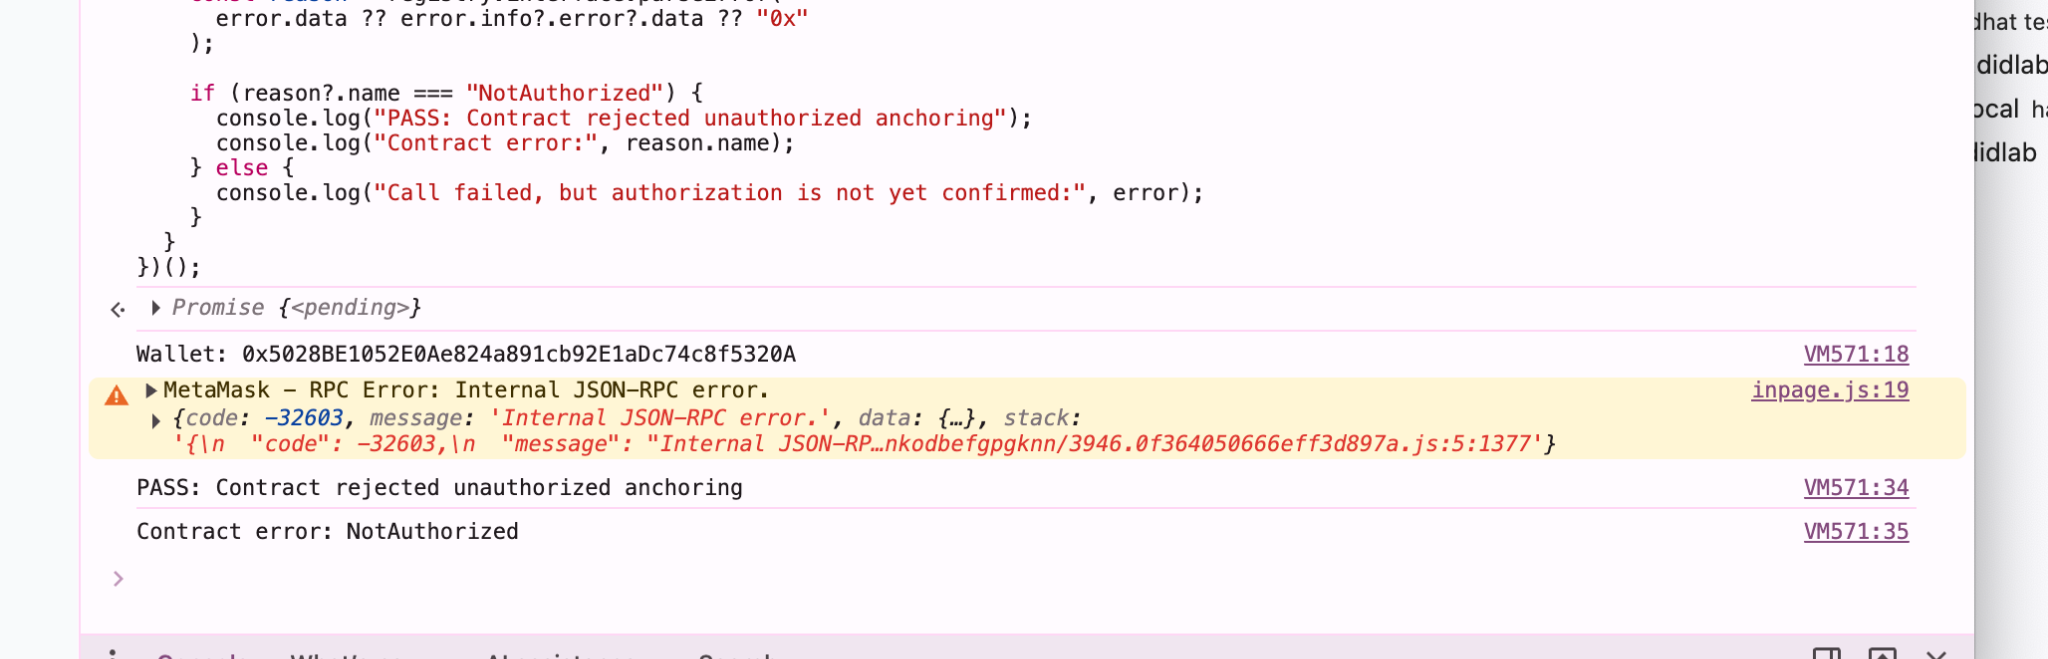 error.data ?? error.info?.error?.data ?? "0x"
);
if (reason?.name === "NotAuthorized") {
console.log("PASS: Contract rejected unauthorized anchoring");
console.log("Contract error:", reason.name);
} else {
console.log("Call failed, but authorization is not yet confirmed:", error);
}
}
})();
Promise {<pending>}
Wallet: 0x5028BE1052E0Ae824a891cb92E1aDc74c8f5320A VM571:18
MetaMask - RPC Error: Internal JSON-RPC error. inpage.js:19
{code: -32603, message: 'Internal JSON-RPC error.', data: {…}, stack:
'{\n "code": -32603,\n "message": "Internal JSON-RP…nkodbefgpgknn/3946.0f364050666eff3d897a.js:5:1377'}
PASS: Contract rejected unauthorized anchoring VM571:34
Contract error: NotAuthorized VM571:35
didlab
didlab